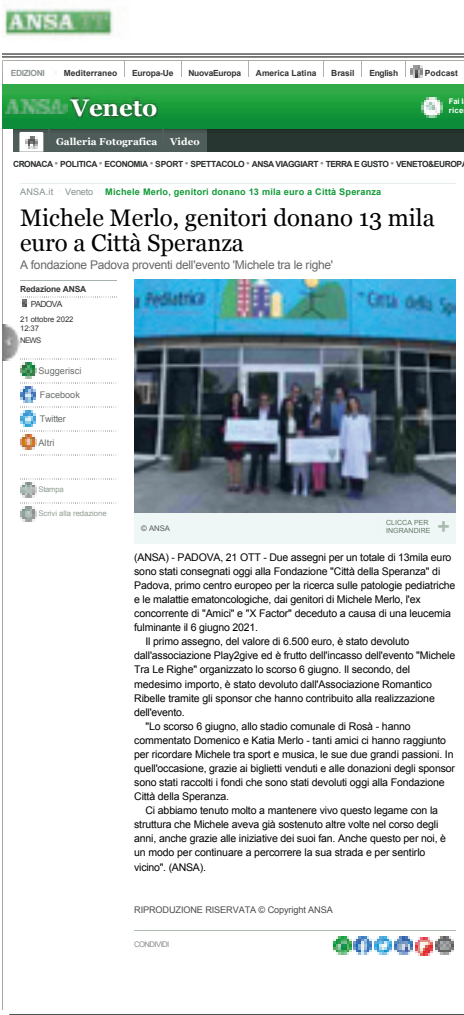 ANSA.IT
EDIZIONI Mediterraneo Europa-Ue NuovaEuropa America Latina Brasil English Podcast
ANSA Veneto
Fai la
rice
Galleria Fotografica Video
CRONACA POLITICA ECONOMIA SPORT SPETTACOLO ANSA VIAGGIART TERRA E GUSTO VENETO&EUROPA
ANSA.it Veneto Michele Merlo, genitori donano 13 mila euro a Città Speranza
Michele Merlo, genitori donano 13 mila
euro a Città Speranza
A fondazione Padova proventi dell'evento 'Michele tra le righe'
Redazione ANSA
PADOVA
21 ottobre 2022
12:37
NEWS
Suggerisci
Facebook
Twitter
Altri
Stampa
Scrivi alla redazione
Pediatrica Città della Sp
© ANSA
CLICCA PER
INGRANDIRE
(ANSA) - PADOVA, 21 OTT - Due assegni per un totale di 13mila euro
sono stati consegnati oggi alla Fondazione "Città della Speranza" di
Padova, primo centro europeo per la ricerca sulle patologie pediatriche
e le malattie ematoncologiche, dai genitori di Michele Merlo, l'ex
concorrente di "Amici" e "X Factor" deceduto a causa di una leucemia
fulminante il 6 giugno 2021.
Il primo assegno, del valore di 6.500 euro, è stato devoluto
dall'associazione Play2give ed è frutto dell'incasso dell'evento "Michele
Tra Le Righe" organizzato lo scorso 6 giugno. Il secondo, del
medesimo importo, è stato devoluto dall'Associazione Romantico
Ribelle tramite gli sponsor che hanno contribuito alla realizzazione
dell'evento.
"Lo scorso 6 giugno, allo stadio comunale di Rosà - hanno
commentato Domenico e Katia Merlo - tanti amici ci hanno raggiunto
per ricordare Michele tra sport e musica, le sue due grandi passioni. In
quell'occasione, grazie ai biglietti venduti e alle donazioni degli sponsor
sono stati raccolti i fondi che sono stati devoluti oggi alla Fondazione
Città della Speranza.
Ci abbiamo tenuto molto a mantenere vivo questo legame con la
struttura che Michele aveva già sostenuto altre volte nel corso degli
anni, anche grazie alle iniziative dei suoi fan. Anche questo per noi, è
un modo per continuare a percorrere la sua strada e per sentirlo
vicino". (ANSA).
RIPRODUZIONE RISERVATA © Copyright ANSA
CONDIVIDI